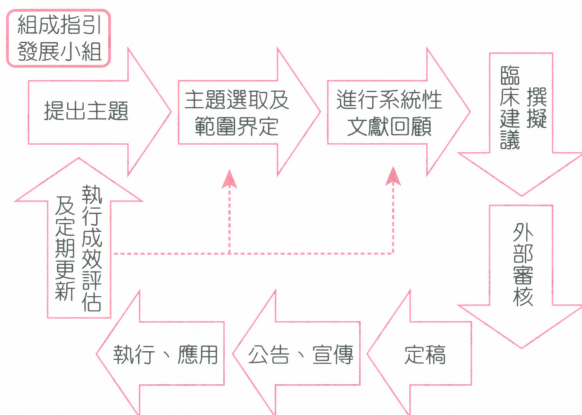 組成指引
發展小組
提出主題
主題選取及
範圍界定
進行系統性
文獻回顧
撰擬
臨床建議
外部審核
定稿
公告、宣傳
執行、應用
執行成效評估
及定期更新